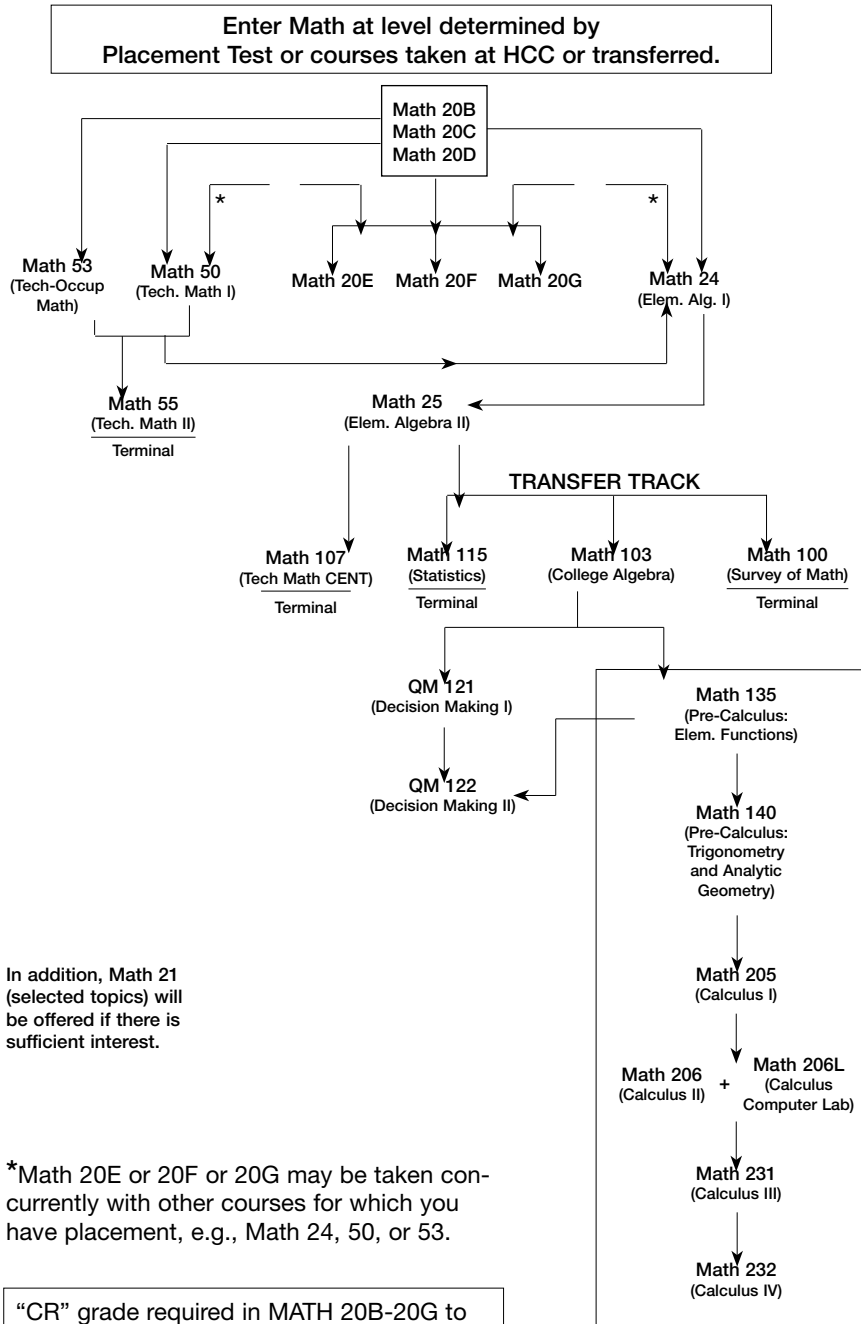 Enter Math at level determined by
Placement Test or courses taken at HCC or transferred.
Math 20B
Math 20C
Math 20D
*
*
Math 53
(Tech-Occup
Math)
Math 50
(Tech. Math I)
Math 20E
Math 20F
Math 20G
Math 24
(Elem. Alg. I)
Math 55
(Tech. Math II)
Terminal
Math 25
(Elem. Algebra II)
TRANSFER TRACK
Math 107
(Tech Math CENT)
Terminal
Math 115
(Statistics)
Terminal
Math 103
(College Algebra)
Math 100
(Survey of Math)
Terminal
QM 121
(Decision Making I)
Math 135
(Pre-Calculus:
Elem. Functions)
QM 122
(Decision Making II)
Math 140
(Pre-Calculus:
Trigonometry
and Analytic
Geometry)
In addition, Math 21
(selected topics) will
be offered if there is
sufficient interest.
Math 205
(Calculus I)
Math 206
(Calculus II)
+
Math 206L
(Calculus
Computer Lab)
Math 231
(Calculus III)
Math 232
(Calculus IV)
*Math 20E or 20F or 20G may be taken con-
currently with other courses for which you
have placement, e.g., Math 24, 50, or 53.
“CR” grade required in MATH 20B-20G to